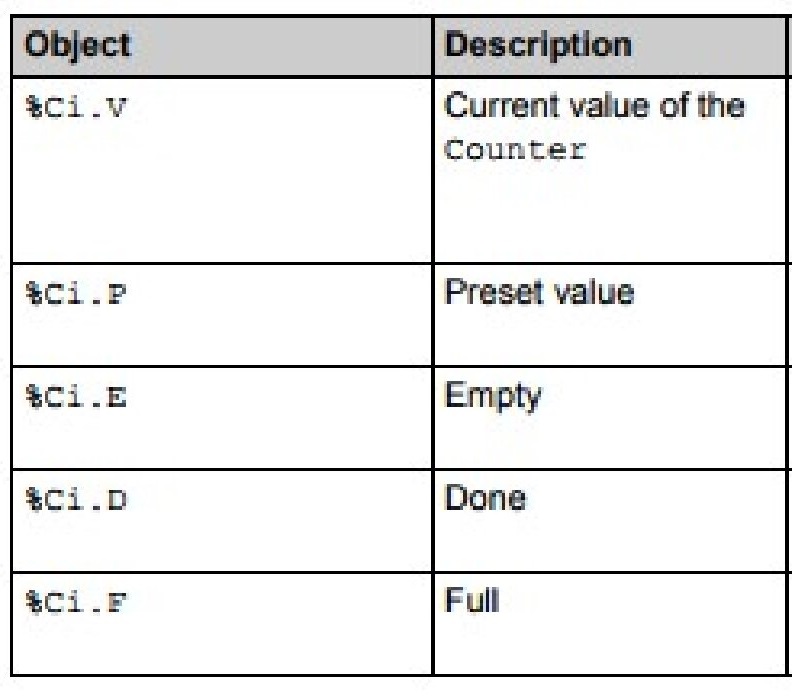 Object Description
%Ci.V Current value of the
Counter
%Ci.P Preset value
%Ci.E Empty
%Ci.D Done
%Ci.F Full